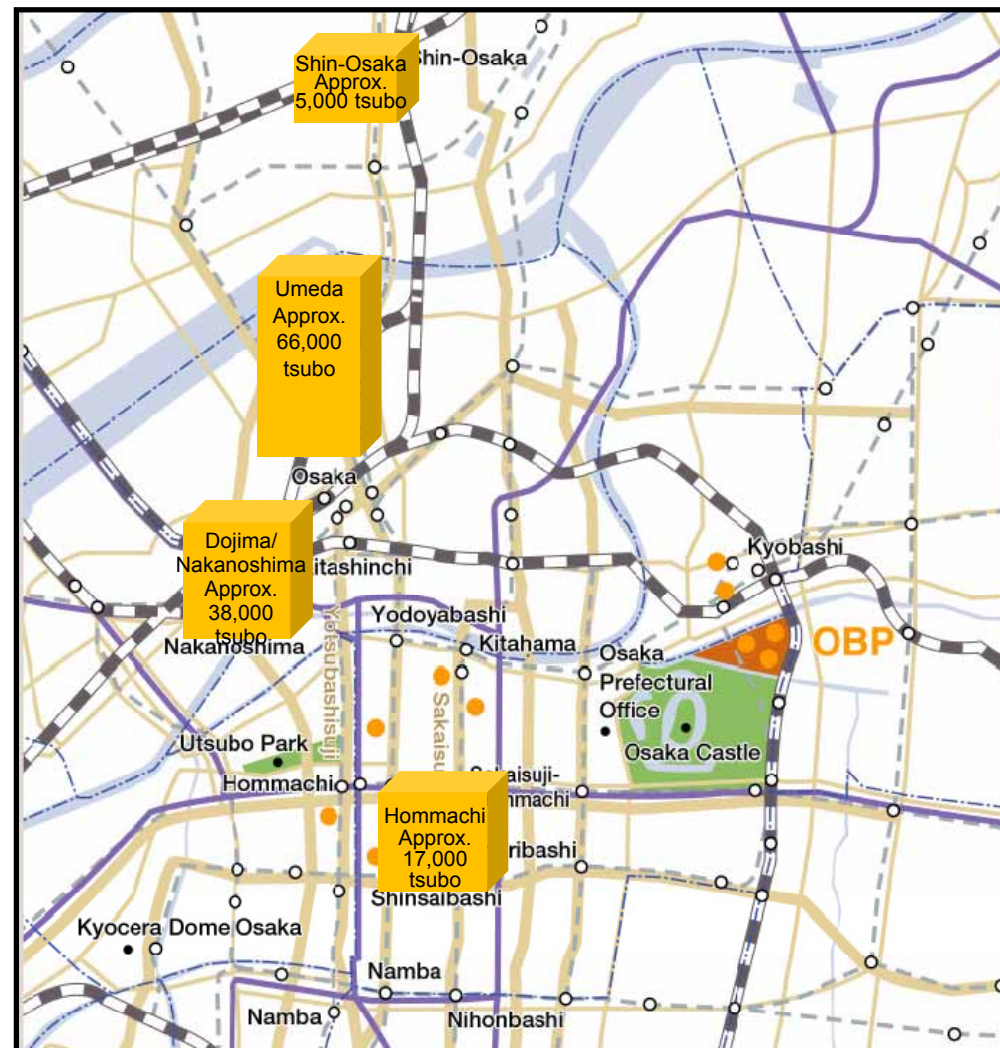 Shin-Osaka
Approx.
5,000 tsubo
Shin-Osaka
Umeda
Approx.
66,000
tsubo
Osaka
Dojima/
Nakanoshima
Approx.
38,000
tsubo
Kitashinchi
Kyobashi
Yodoyabashi
Kitahama
Nakanoshima
Yotsubashisuji
OBP
Osaka
Prefectural
Office
Osaka Castle
Utsubo Park
Hommachi
Hommachi
Approx.
17,000
tsubo
Shinsaibashi
Kyocera Dome Osaka
Namba
Namba
Nihonbashi